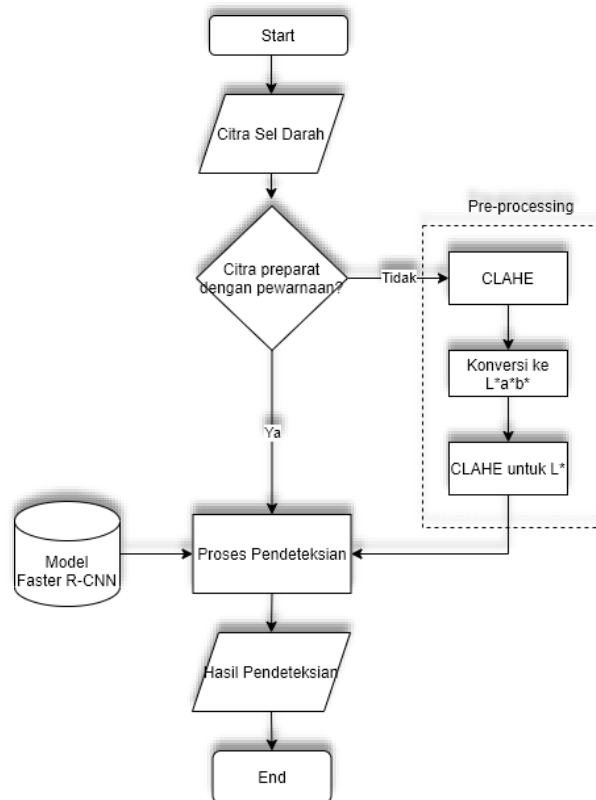 Start
Citra Sel Darah
Pre-processing
Citra preparat
dengan pewarnaan?
Tidak
CLAHE
Konversi ke
L*a*b*
Ya
CLAHE untuk L*
Model
Faster R-CNN
Proses Pendeteksian
Hasil Pendeteksian
End